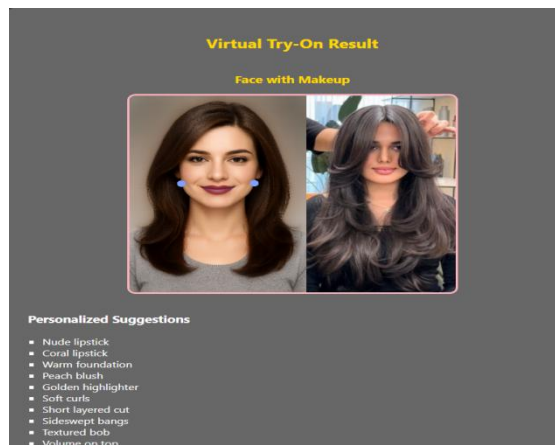 Virtual Try-On Result
Face with Makeup
Personalized Suggestions
Nude lipstick
Coral lipstick
Warm foundation
Peach blush
Golden highlighter
Soft curls
Short layered cut
Sideswept bangs
Textured bob
Volume on top